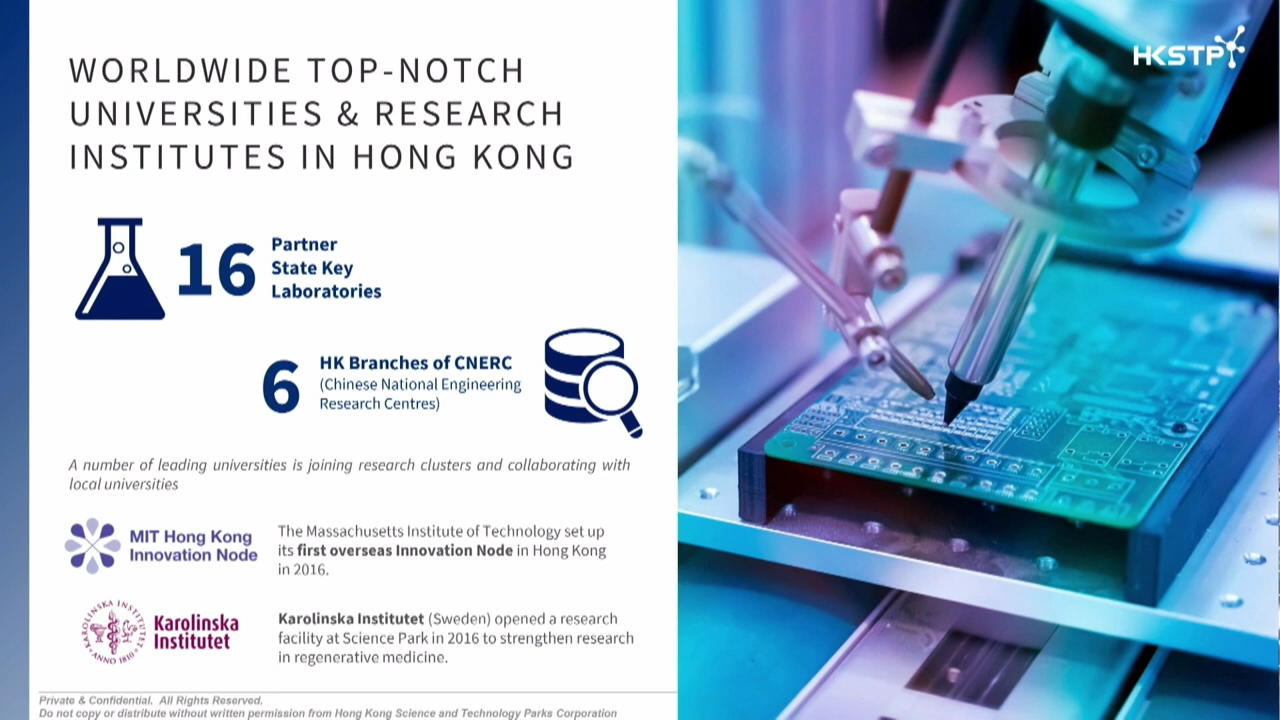 WORLDWIDE TOP-NOTCH
UNIVERSITIES & RESEARCH
INSTITUTES IN HONG KONG
HKSTP
16
Partner
State Key
Laboratories
6
HK Branches of CNERC
(Chinese National Engineering
Research Centres)
A number of leading universities is joining research clusters and collaborating with
local universities
MIT Hong Kong
Innovation Node
The Massachusetts Institute of Technology set up
its first overseas Innovation Node in Hong Kong
in 2016.
KAROLINSKA INSTITUTET
ANNO 1810
Karolinska
Institutet
Karolinska Institutet (Sweden) opened a research
facility at Science Park in 2016 to strengthen research
in regenerative medicine.
Private & Confidential. All Rights Reserved.
Do not copy or distribute without written permission from Hong Kong Science and Technology Parks Corporation